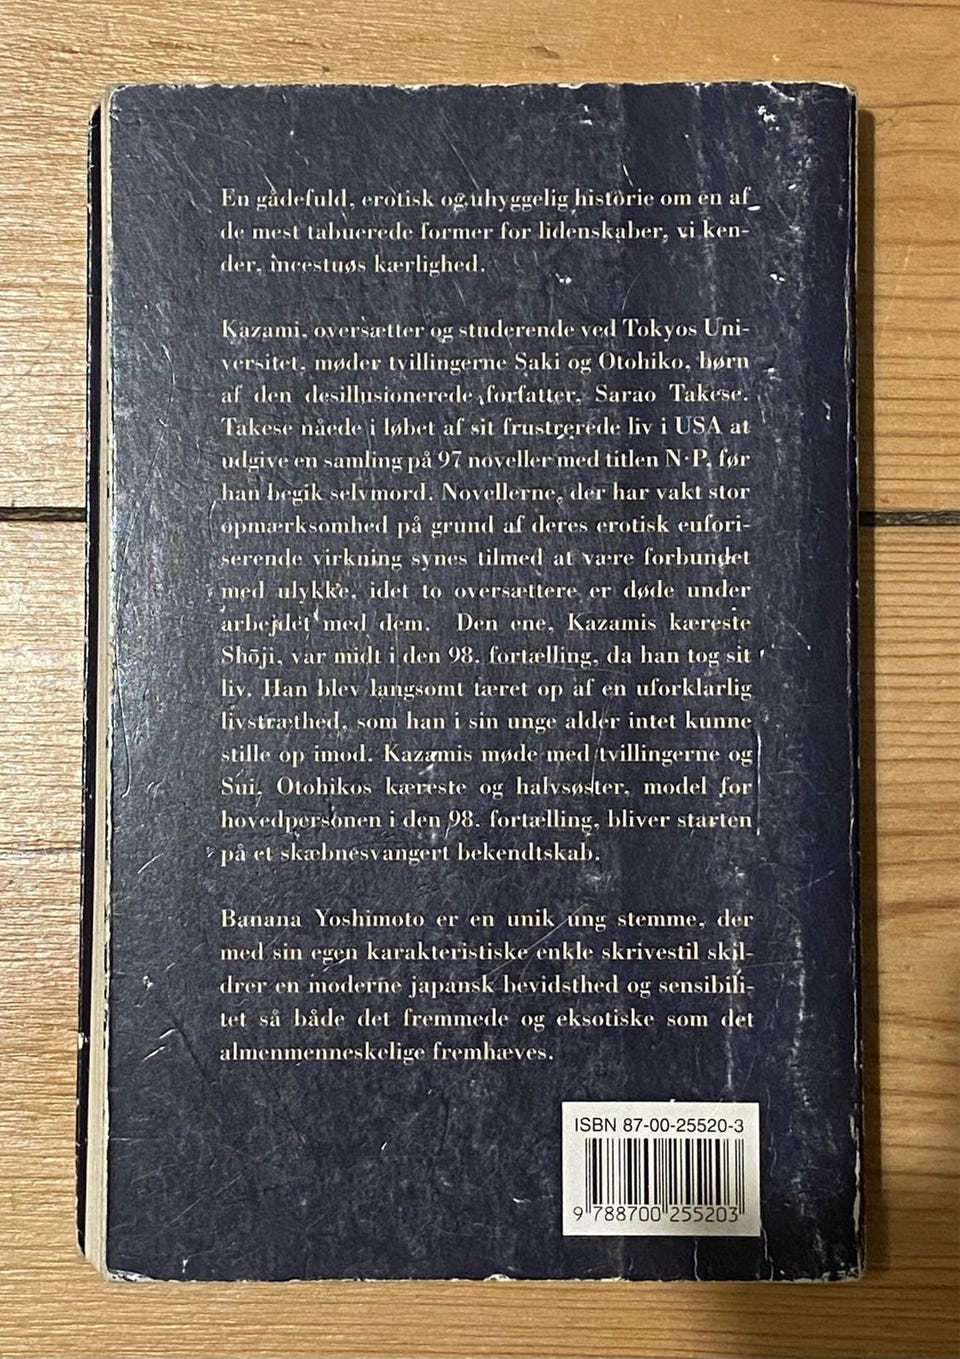 En gådefuld, erotisk og uhyggelig historie om en af
de mest tabuerede former for lidenskaber, vi ken-
der, incestuøs kærlighed.
Kazami, oversætter og studerende ved Tokyos Uni-
versitet, møder tvillingerne Saki og Otohiko, børn
af den desillusionerede forfatter, Sarao Takese.
Takese nåede i løbet af sit frustrerede liv i USA at
udgive en samling på 97 noveller med titlen N·P, før
han begik selvmord. Novellerne, der har vakt stor
opmærksomhed på grund af deres erotisk eufori-
serende virkning synes tilmed at være forbundet
med ulykke, idet to oversættere er døde under
arbejdet med dem. Den ene, Kazamis kæreste
Shōji, var midt i den 98. fortælling, da han tog sit
liv. Han blev langsomt tæret op af en uforklarlig
livstræthed, som han i sin unge alder intet kunne
stille op imod. Kazamis møde med tvillingerne og
Sui, Otohikos kæreste og halvsøster, model for
hovedpersonen i den 98. fortælling, bliver starten
på et skæbnesvangert bekendtskab.
Banana Yoshimoto er en unik ung stemme, der
med sin egen karakteristiske enkle skrivestil skil-
drer en moderne japansk bevidsthed og sensibili-
tet så både det fremmede og eksotiske som det
almenmenneskelige fremhæves.
ISBN 87-00-25520-3
9 788700 255203